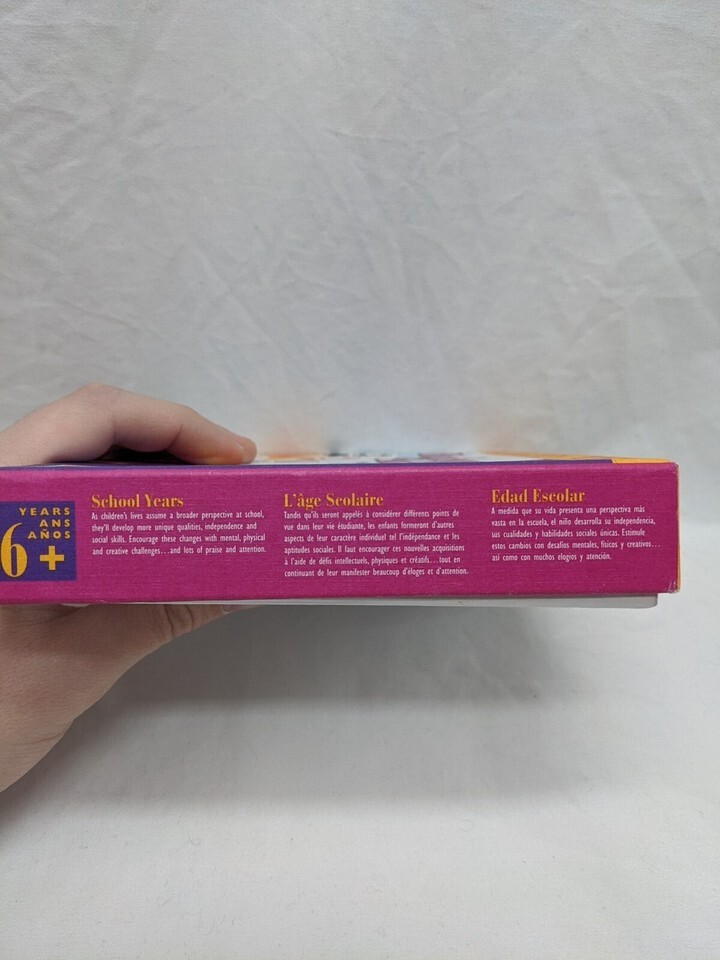 YEARS
ANS
AÑOS
6+
School Years
As children's lives assume a broader perspective at school,
they'll develop more unique qualities, independence and
social skills. Encourage these changes with mental, physical
and creative challenges...and lots of praise and attention.
L'âge Scolaire
Tandis qu'ils seront appelés à considérer différents points de
vue dans leur vie étudiante, les enfants formeront d'autres
aspects de leur caractère individuel tel l'indépendance et les
aptitudes sociales. Il faut encourager ces nouvelles acquisitions
à l'aide de défis intellectuels, physiques et créatifs...tout en
continuant de leur manifester beaucoup d'éloges et d'attention.
Edad Escolar
A medida que su vida presenta una perspectiva más
vasta en la escuela, el niño desarrolla su independencia,
sus cualidades y habilidades sociales únicas. Estimule
estos cambios con desafíos mentales, físicos y creativos...
así como con muchos elogios y atención.